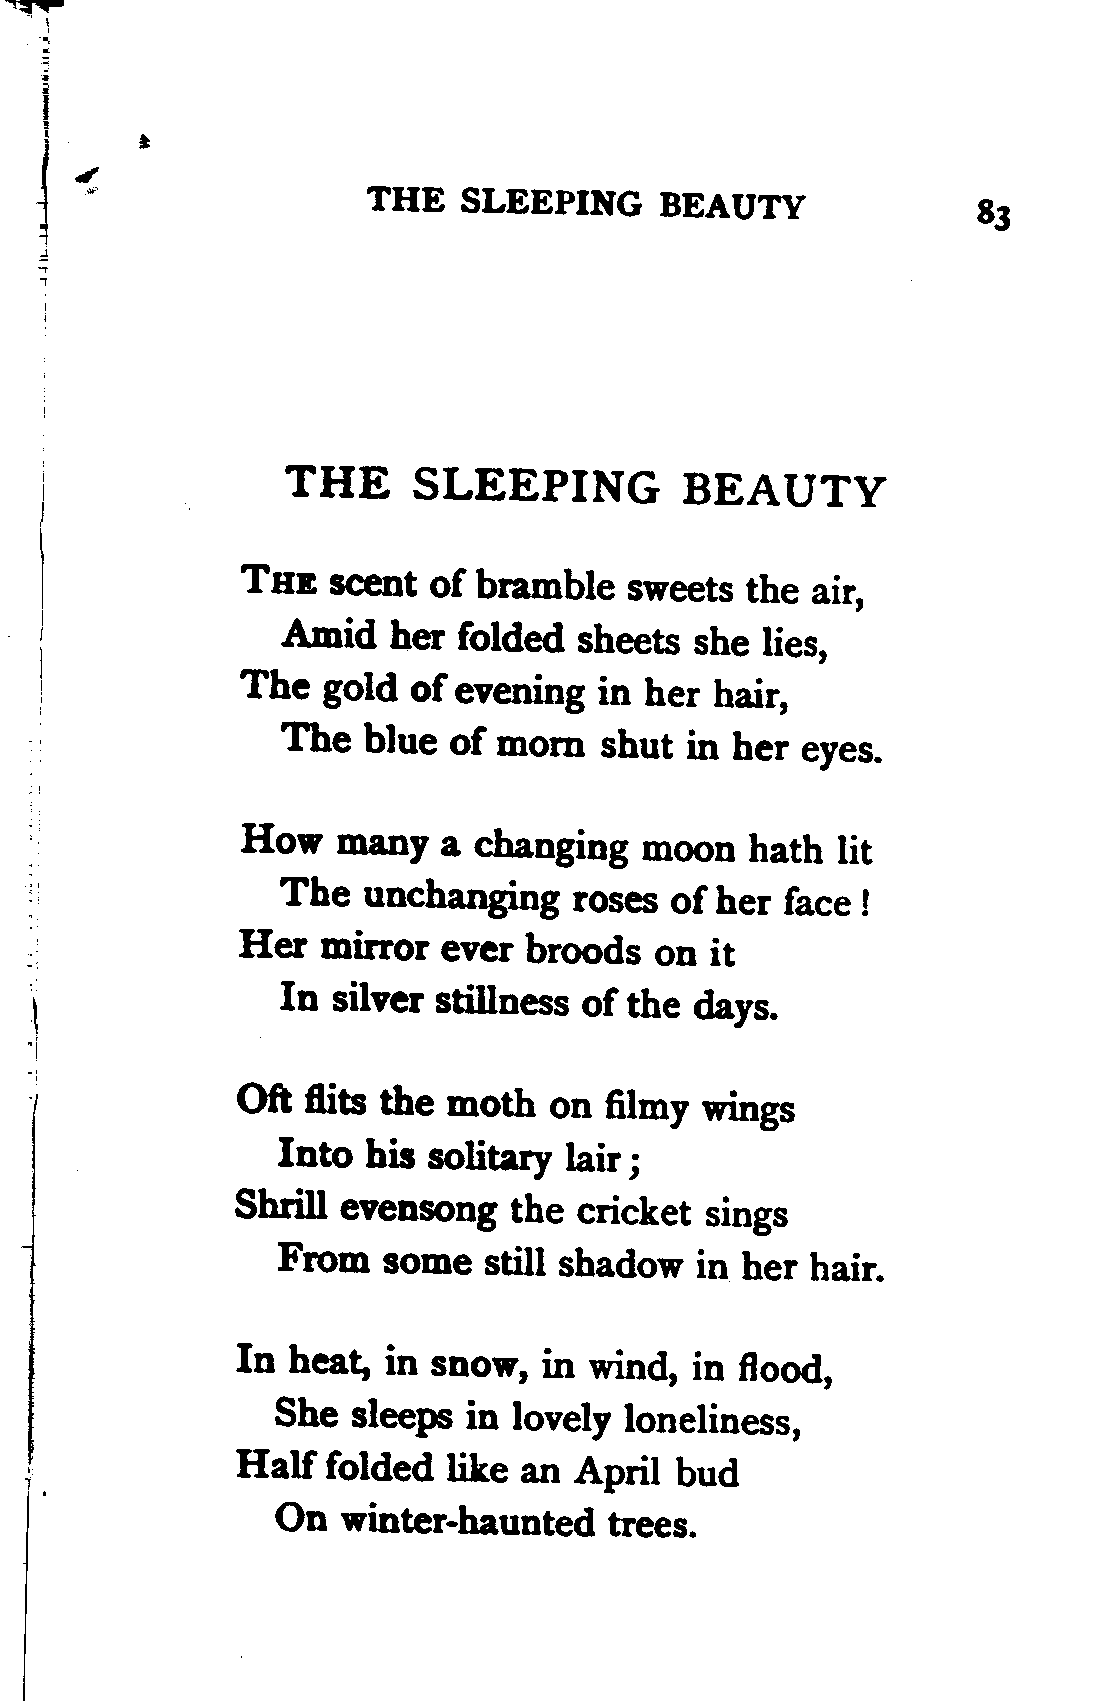 THE SLEEPING BEAUTY 83
THE SLEEPING BEAUTY
THE scent of bramble sweets the air,
Amid her folded sheets she lies,
The gold of evening in her hair,
The blue of morn shut in her eyes.
How many a changing moon hath lit
The unchanging roses of her face !
Her mirror ever broods on it
In silver stillness of the days.
Oft flits the moth on filmy wings
Into his solitary lair ;
Shrill evensong the cricket sings
From some still shadow in her hair.
In heat, in snow, in wind, in flood,
She sleeps in lovely loneliness,
Half folded like an April bud
On winter-haunted trees.